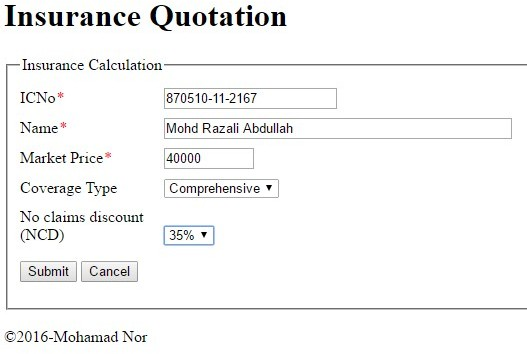 Insurance Quotation
Insurance Calculation
ICNo* 870510-11-2167
Name* Mohd Razali Abdullah
Market Price* 40000
Coverage Type Comprehensive ▼
No claims discount
(NCD) 35% ▼
Submit Cancel
©2016-Mohamad Nor